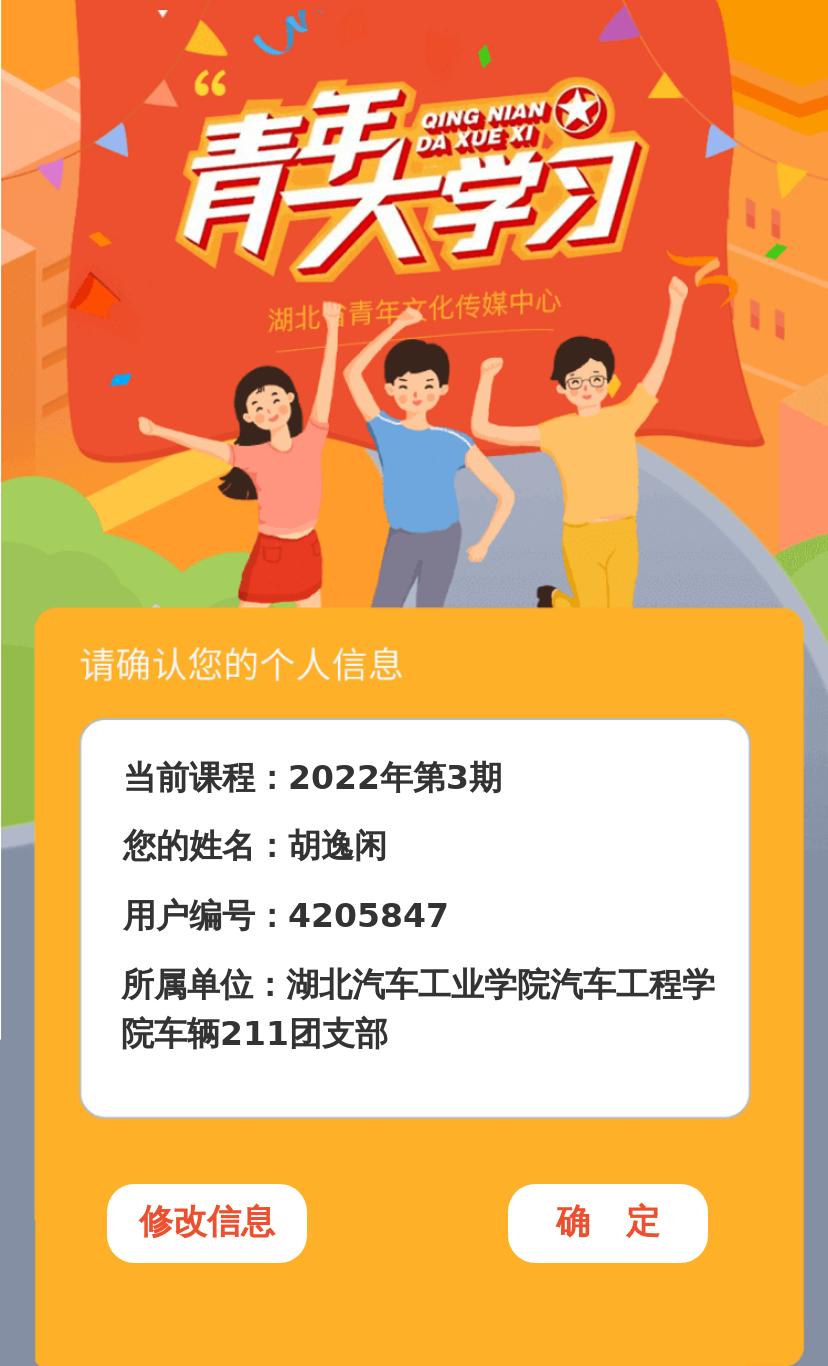 “
青年大学习
QING NIAN
DA XUE XI
湖北省青年文化传媒中心
请确认您的个人信息
当前课程：2022年第3期
您的姓名：胡逸闲
用户编号：4205847
所属单位：湖北汽车工业学院汽车工程学
院车辆211团支部
修改信息
确 定